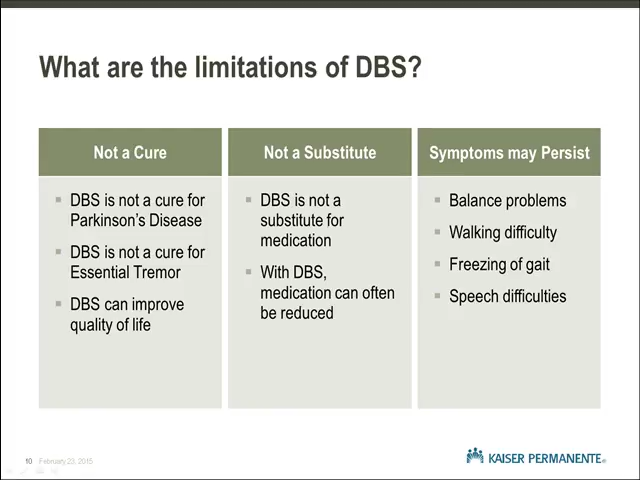 What are the limitations of DBS?
Not a Cure
DBS is not a cure for
Parkinson's Disease
DBS is not a cure for
Essential Tremor
DBS can improve
quality of life
Not a Substitute
DBS is not a
substitute for
medication
With DBS,
medication can often
be reduced
Symptoms may Persist
Balance problems
Walking difficulty
Freezing of gait
Speech difficulties
10 February 23, 2015
KAISER PERMANENTE®